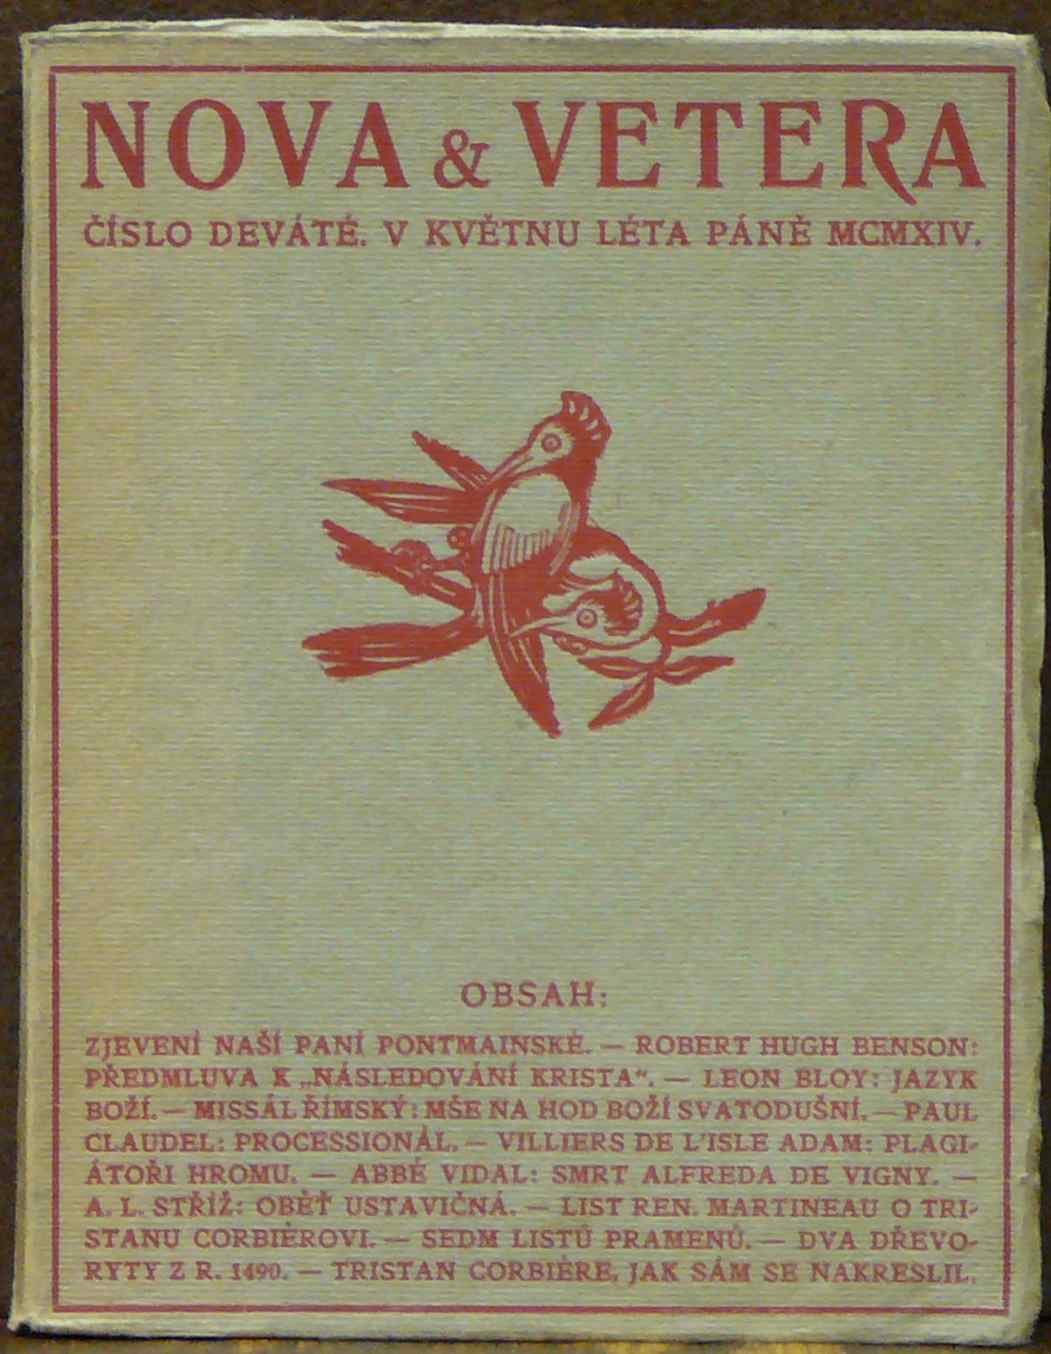 NOVA & VETERA
ČÍSLO DEVÁTÉ. V KVĚTNU LÉTA PÁNĚ MCMXIV.
OBSAH:
ZJEVENÍ NAŠÍ PANÍ PONTMAINSKÉ. — ROBERT HUGH BENSON:
PŘEDMLUVA K „NÁSLEDOVÁNÍ KRISTA“. — LEON BLOY: JAZYK
BOŽÍ. — MISSÁL ŘÍMSKÝ: MŠE NA HOD BOŽÍ SVATODUŠNÍ. — PAUL
CLAUDEL: PROCESSIONÁL. — VILLIERS DE L'ISLE ADAM: PLAGI-
ÁTOŘI HROMU. — ABBÉ VIDAL: SMRT ALFREDA DE VIGNY. —
A. L. STŘÍŽ: OBĚŤ USTAVIČNÁ. — LIST REN. MARTINEAU O TRI-
STANU CORBIÈROVI. — SEDM LISTŮ PRAMENŮ. — DVA DŘEVO-
RYTY Z R. 1490. — TRISTAN CORBIÈRE, JAK SÁM SE NAKRESLIL.